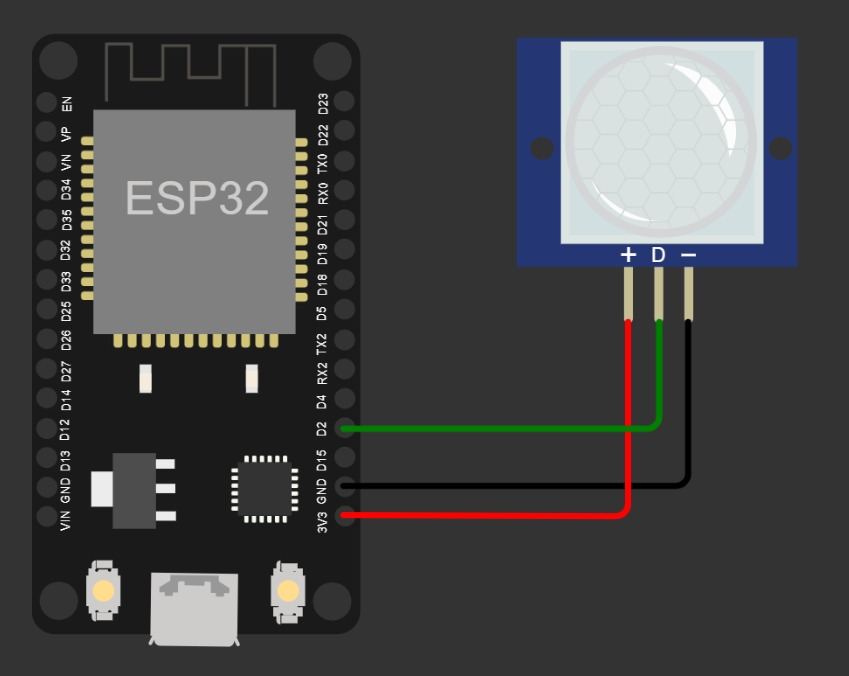 EN
VP
VN
D34
D35
D32
D33
D25
D26
D27
D14
D12
D13
GND
VIN
ESP32
D23
D22
TX0
RX0
D21
D19
D18
D5
TX2
RX2
D4
D2
D15
GND
3V3
+ D −